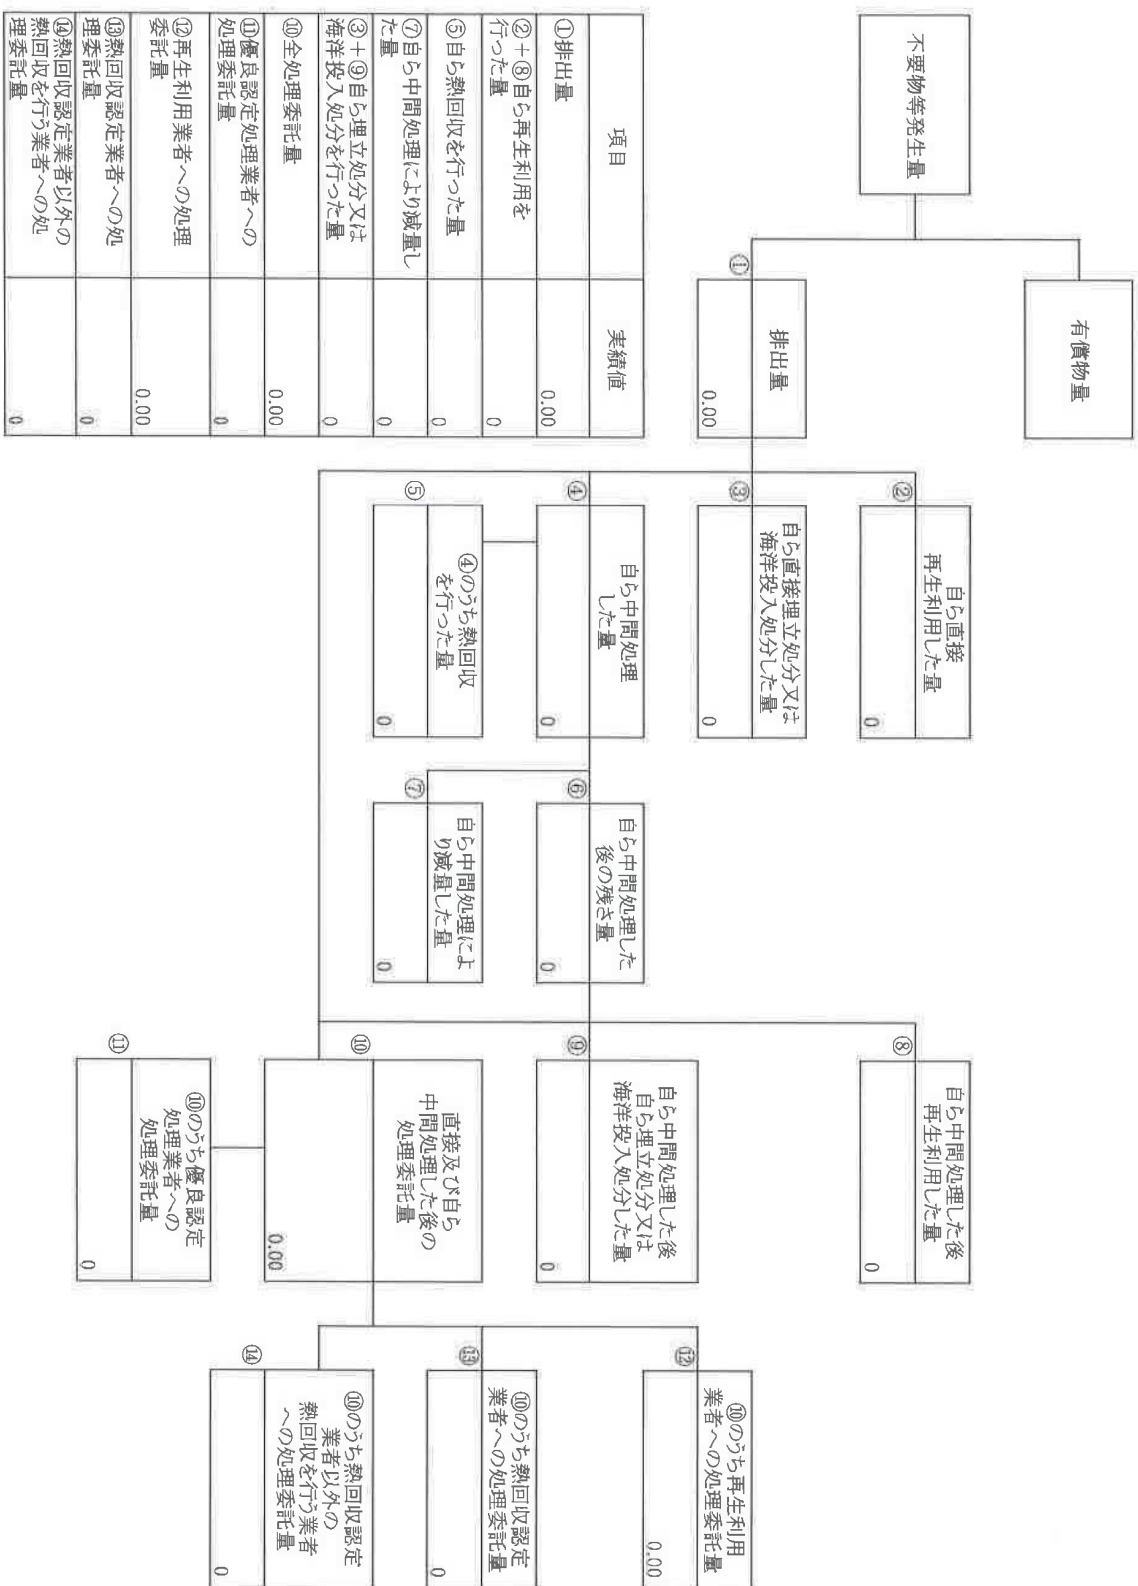 有償物量
不要物等発生量
①
排出量
0.00
②
自ら直接
再生利用した量
0
③
自ら直接埋立処分又は
海洋投入処分した量
0
④
自ら中間処理
した量
0
⑤
④のうち熱回収
を行った量
0
⑥
自ら中間処理した
後の残さ量
0
⑦
自ら中間処理によ
り減量した量
0
⑧
自ら中間処理した後
再生利用した量
0
⑨
自ら中間処理した後
自ら埋立処分又は
海洋投入処分した量
0
⑩
直接及び自ら
中間処理した後の
処理委託量
0.00
⑪
⑩のうち優良認定
処理業者への
処理委託量
0
⑫
⑩のうち再生利用
業者への処理委託量
0.00
⑬
⑩のうち熱回収認定
業者への処理委託量
0
⑭
⑩のうち熱回収認定
業者以外の
熱回収を行う業者
への処理委託量
0
項目 実績値
①排出量 0.00
②+⑧自ら再生利用を
行った量 0
⑤自ら熱回収を行った量 0
⑦自ら中間処理により減量し
た量 0
③+⑨自ら埋立処分又は
海洋投入処分を行った量 0
⑩全処理委託量 0.00
⑪優良認定処理業者への
処理委託量 0
⑫再生利用業者への処理
委託量 0.00
⑬熱回収認定業者への処
理委託量 0
⑭熱回収認定業者以外の
熱回収を行う業者への処
理委託量 0